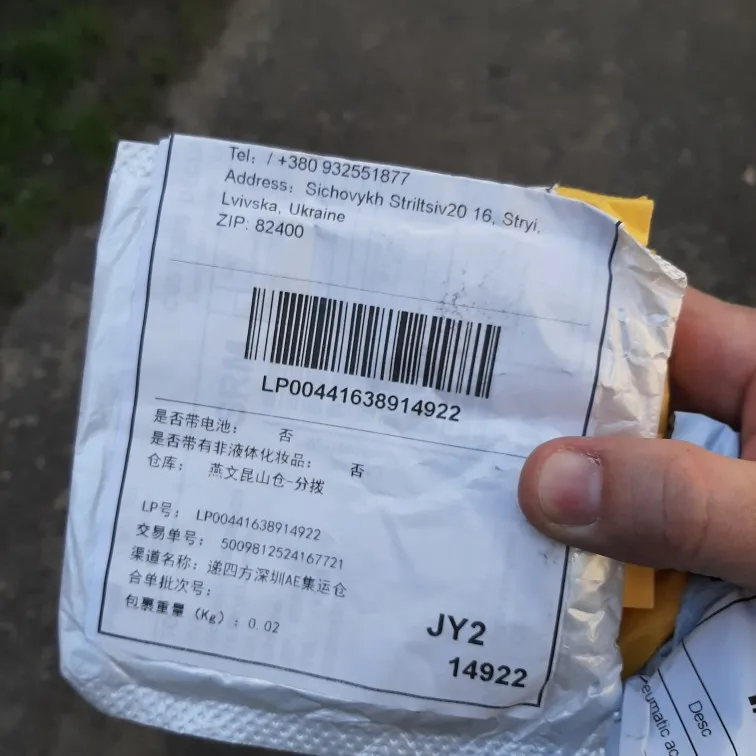 Tel: / +380 932551877
Address: Sichovykh Striltsiv20 16, Stryi,
Lvivska, Ukraine
ZIP: 82400
LP00441638914922
是否带电池: 否
是否带有非液体化妆品: 否
仓库: 燕文昆山仓-分拨
LP号: LP00441638914922
交易单号: 5009812524167721
渠道名称: 递四方深圳AE集运仓
合单批次号:
包裹重量 (Kg): 0.02
JY2
14922
Desc